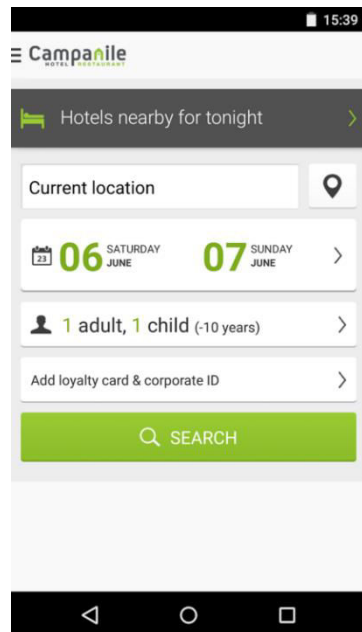 15:39
Campanile
HOTEL RESTAURANT
Hotels nearby for tonight
Current location
23 06 SATURDAY JUNE 07 SUNDAY JUNE
1 adult, 1 child (-10 years)
Add loyalty card & corporate ID
SEARCH